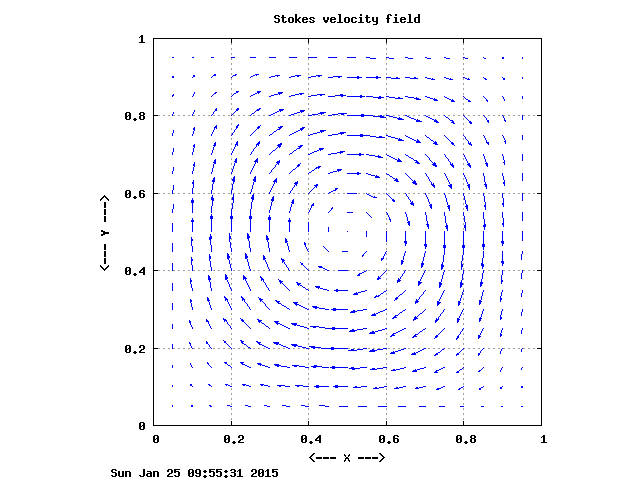 Stokes velocity field
1
0.8
0.6
0.4
0.2
0
<--- Y --->
0 0.2 0.4 0.6 0.8 1
<--- X --->
Sun Jan 25 09:55:31 2015